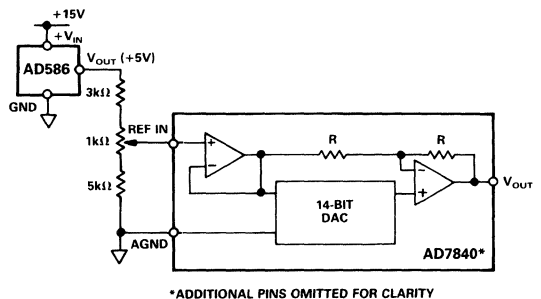 +15V
+V_IN
AD586
V_OUT (+5V)
GND
3kΩ
1kΩ
REF IN
5kΩ
AGND
+
−
R
R
−
+
14-BIT
DAC
V_OUT
AD7840*
*ADDITIONAL PINS OMITTED FOR CLARITY